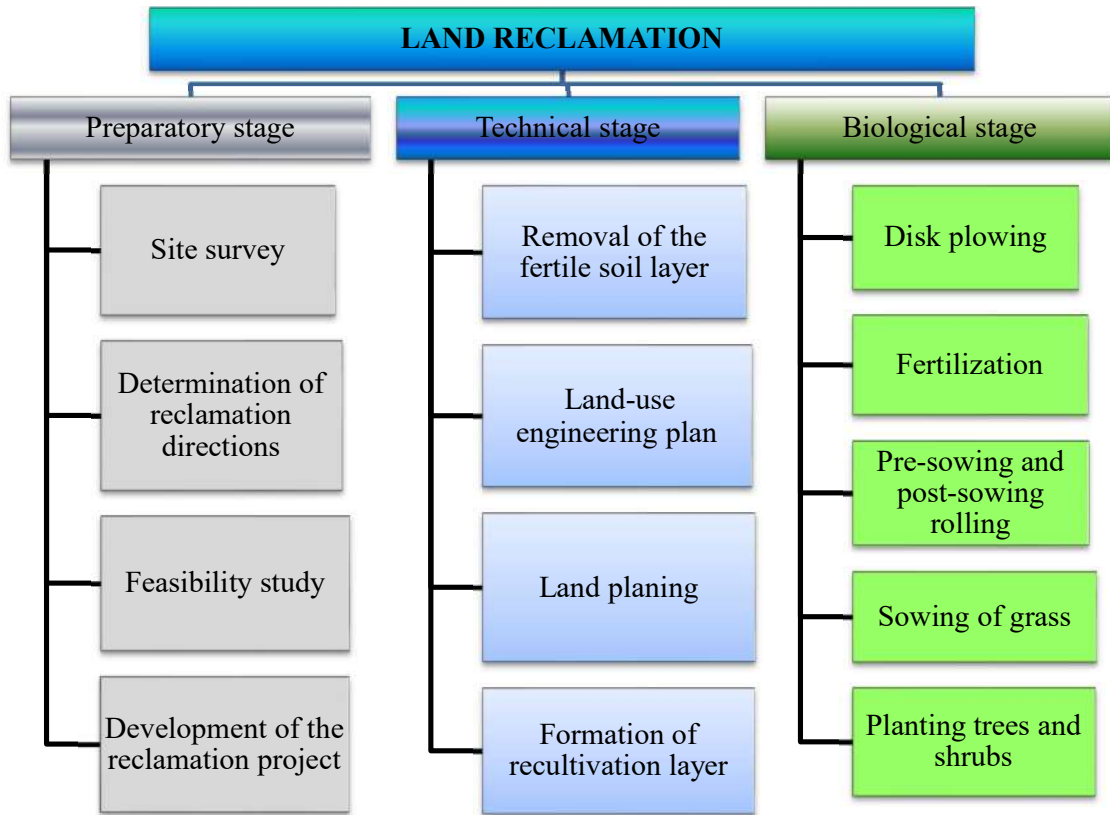 LAND RECLAMATION
Preparatory stage
Technical stage
Biological stage
Site survey
Determination of
reclamation
directions
Feasibility study
Development of the
reclamation project
Removal of the
fertile soil layer
Land-use
engineering plan
Land planing
Formation of
recultivation layer
Disk plowing
Fertilization
Pre-sowing and
post-sowing
rolling
Sowing of grass
Planting trees and
shrubs